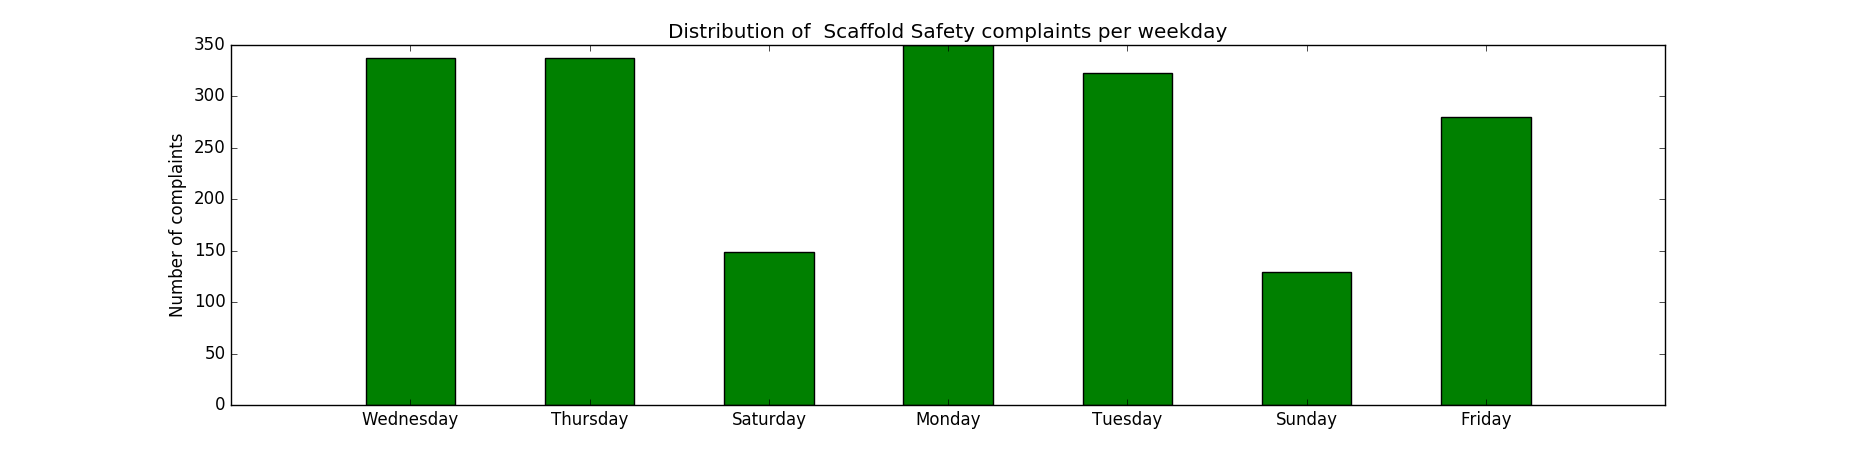 Distribution of  Scaffold Safety complaints per weekday
350
300
250
200
150
100
50
0
Number of complaints
Wednesday Thursday Saturday Monday Tuesday Sunday Friday